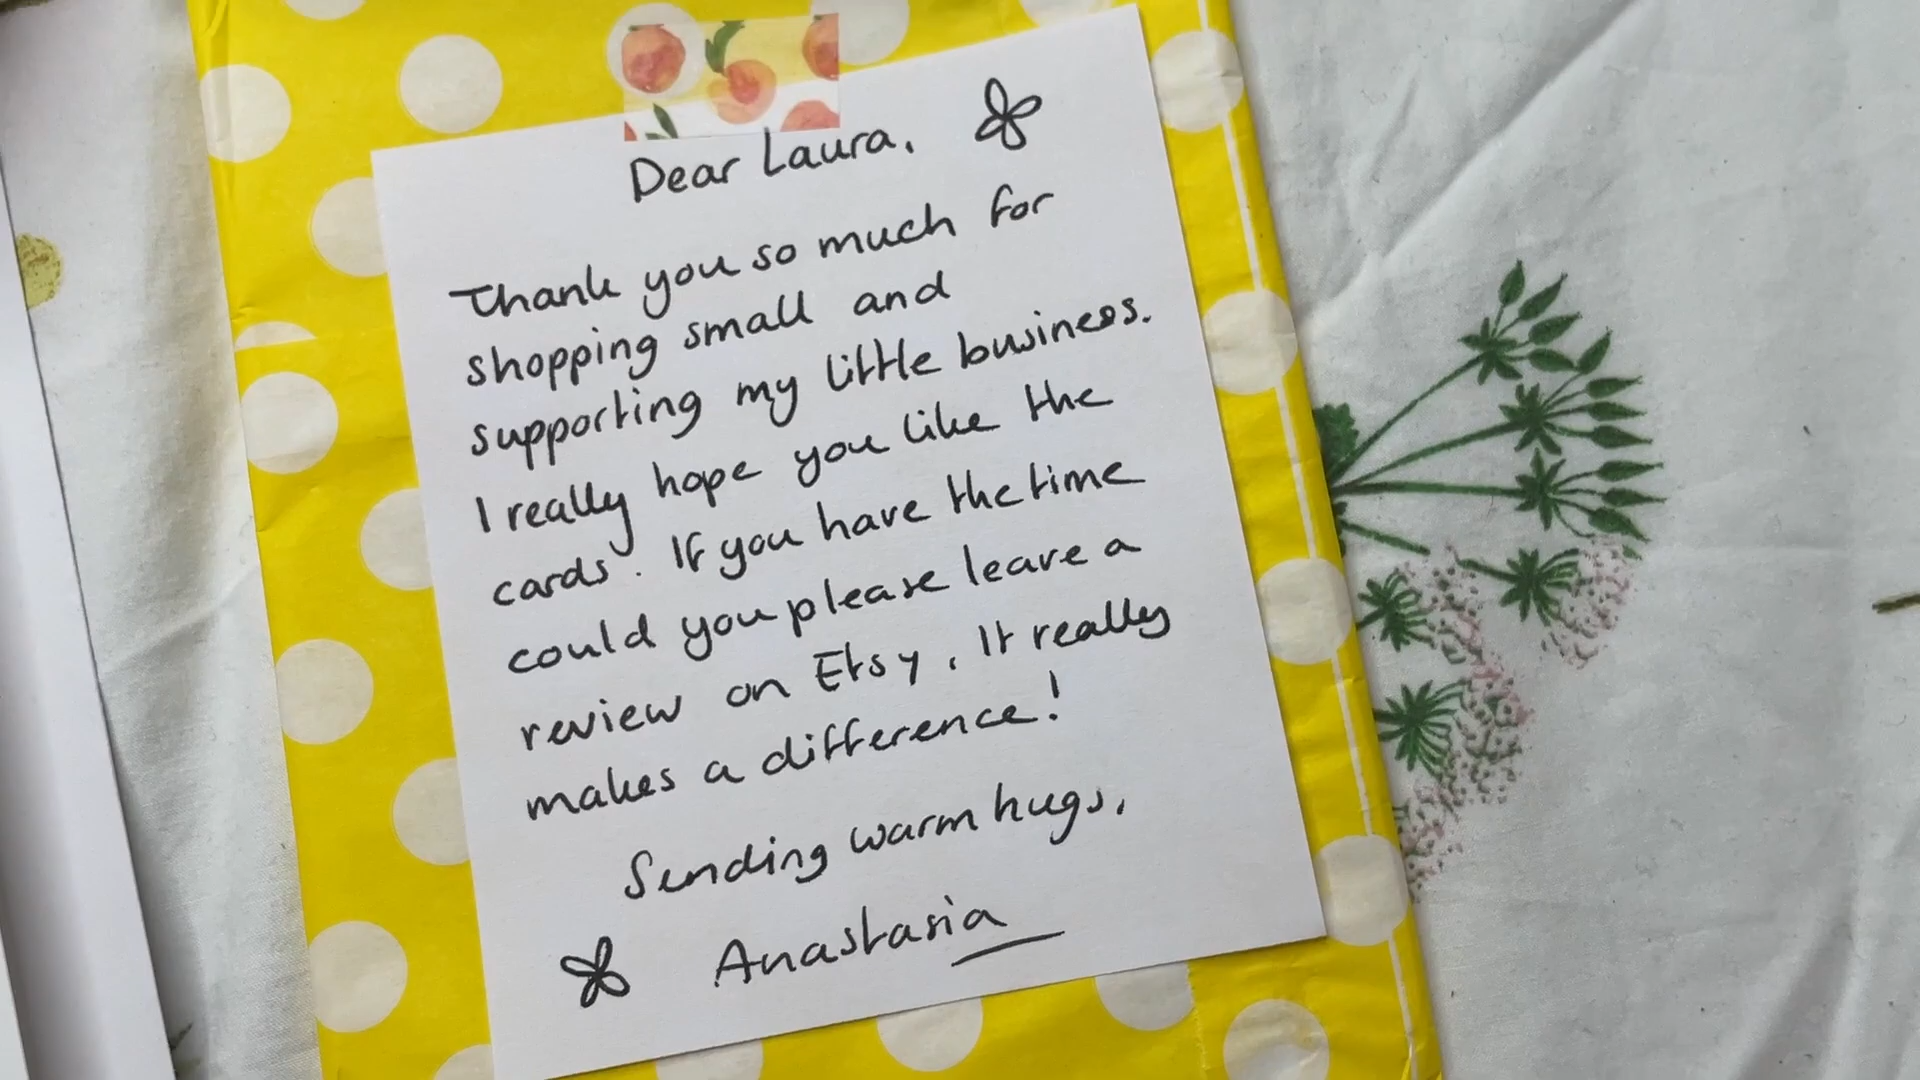 Dear Laura,
Thank you so much for
shopping small and
supporting my little business.
I really hope you like the
cards. If you have the time
could you please leave a
review on Etsy. It really
makes a difference!
Sending warm hugs,
Anastasia